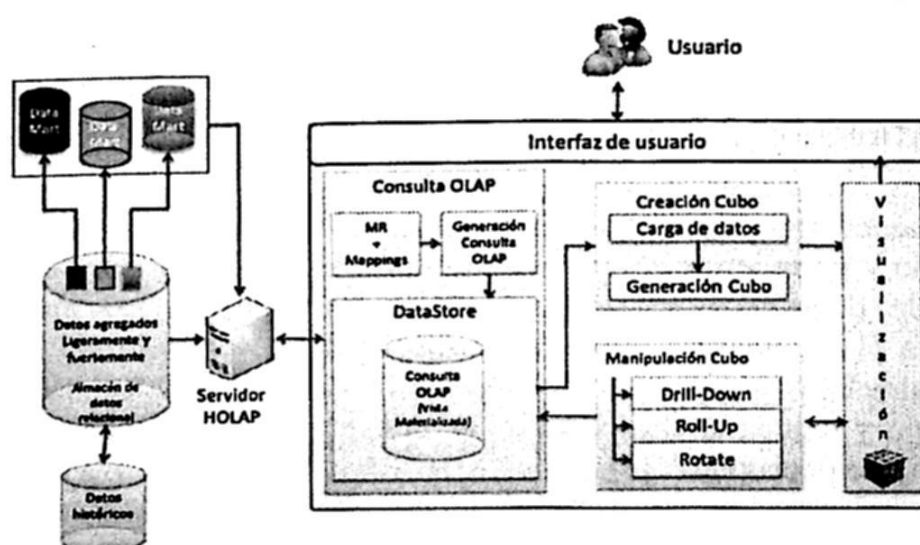 Usuario
Data
Mart
Data
Mart
Data
Mart
Interfaz de usuario
Consulta OLAP
MR
+
Mappings
Generación
Consulta
OLAP
DataStore
Consulta
OLAP
(Vista
Materializada)
Creación Cubo
Carga de datos
Generación Cubo
Manipulación Cubo
Drill-Down
Roll-Up
Rotate
Visualización
Datos agregados
Ligeramente y
fuertemente
Almacén de
datos
relacional
Servidor
HOLAP
Datos
históricos